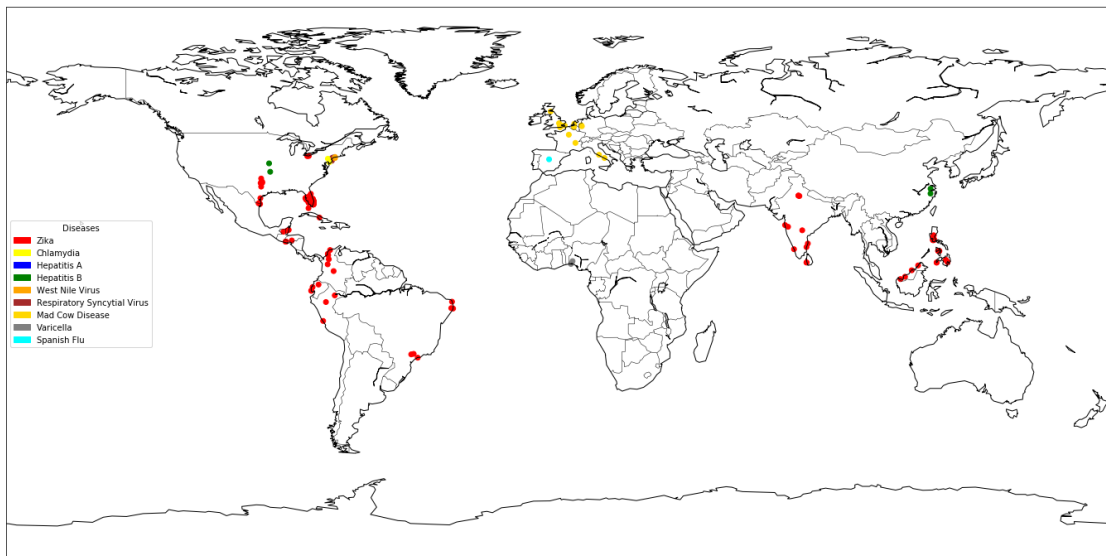 Diseases
Zika
Chlamydia
Hepatitis A
Hepatitis B
West Nile Virus
Respiratory Syncytial Virus
Mad Cow Disease
Varicella
Spanish Flu